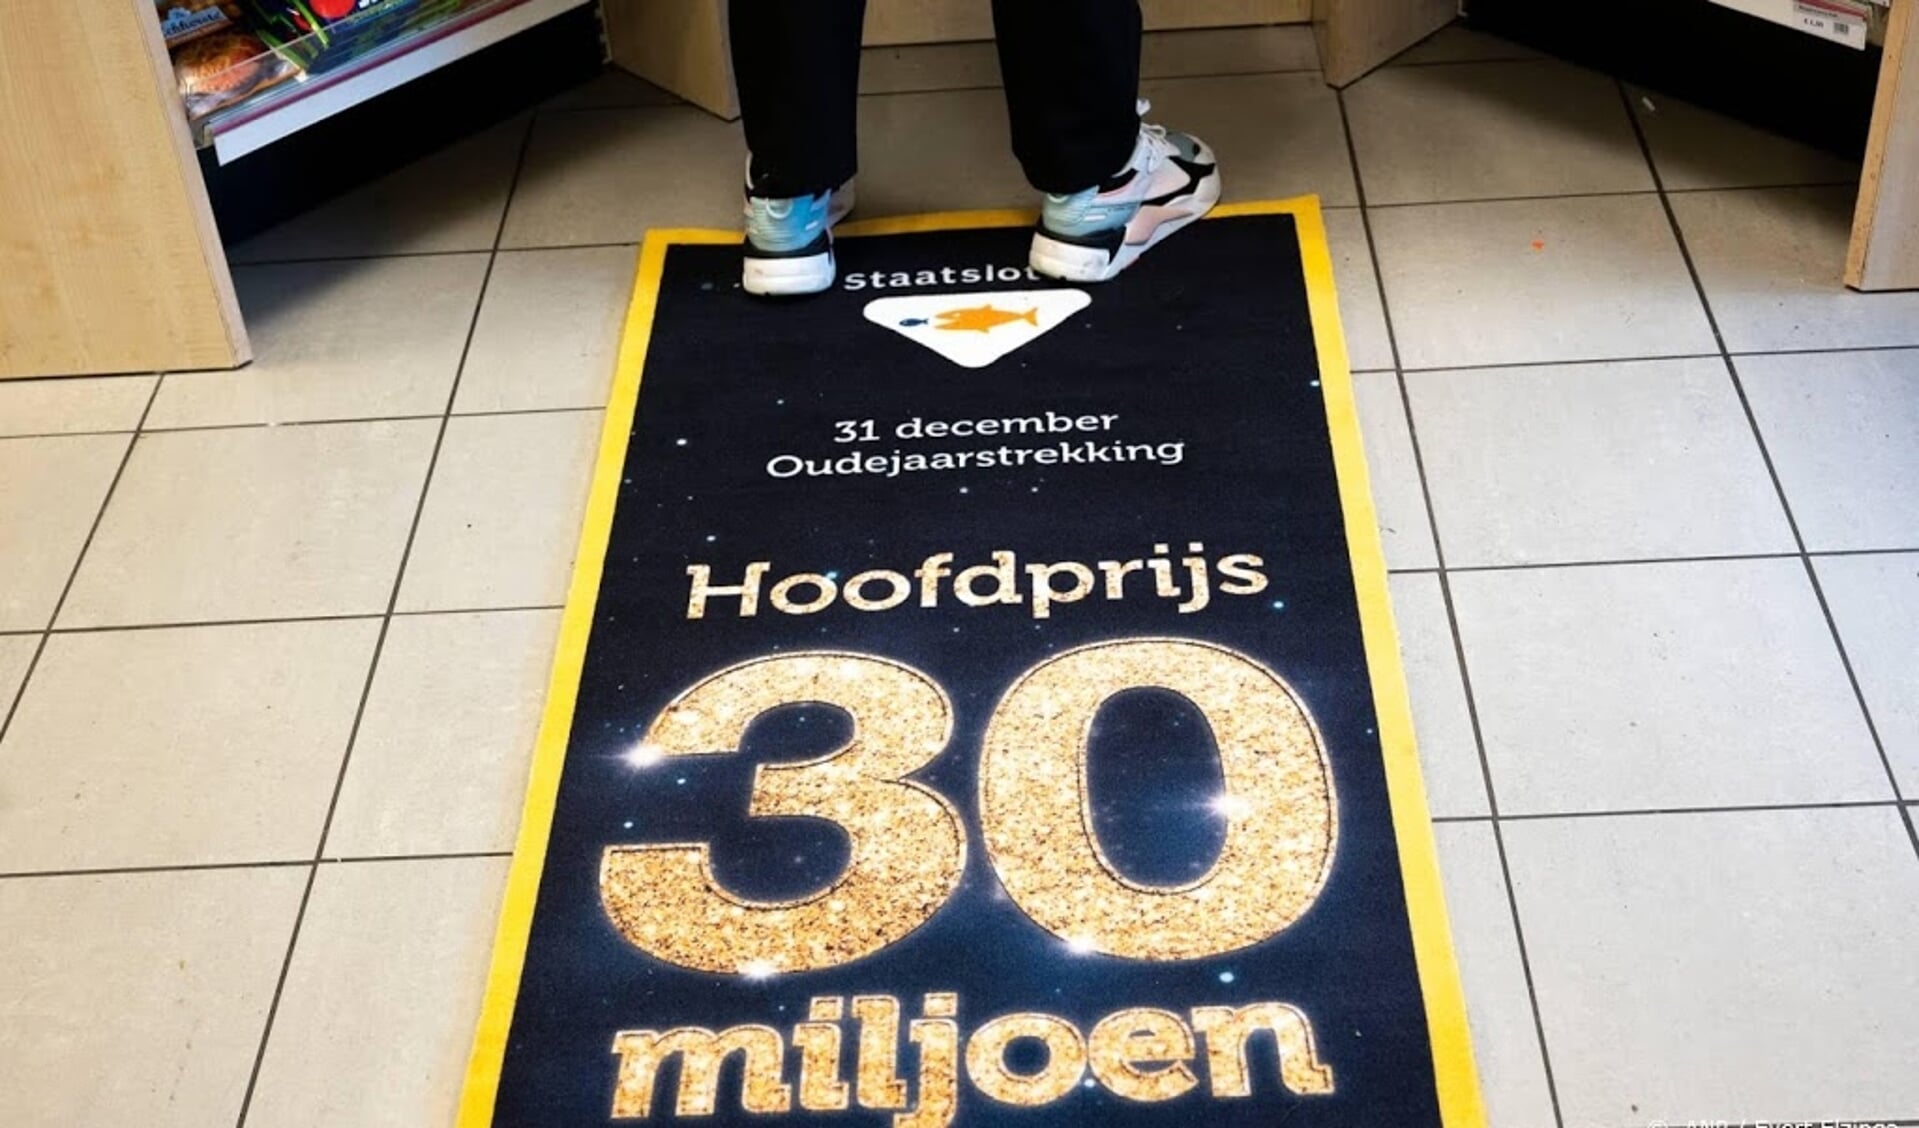 Staatslot
31 december
Oudejaarstrekking
Hoofdprijs
30
miljoen